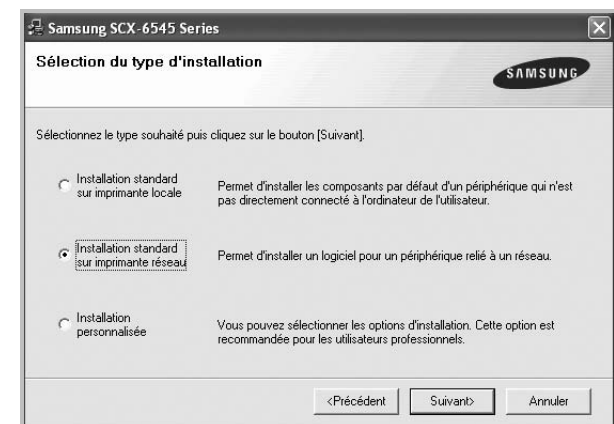 Samsung SCX-6545 Series
Sélection du type d'installation
SAMSUNG
Sélectionnez le type souhaité puis cliquez sur le bouton [Suivant].
Installation standard
sur imprimante locale
Permet d'installer les composants par défaut d'un périphérique qui n'est
pas directement connecté à l'ordinateur de l'utilisateur.
Installation standard
sur imprimante réseau
Permet d'installer un logiciel pour un périphérique relié à un réseau.
Installation
personnalisée
Vous pouvez sélectionner les options d'installation. Cette option est
recommandée pour les utilisateurs professionnels.
<Précédent
Suivant>
Annuler